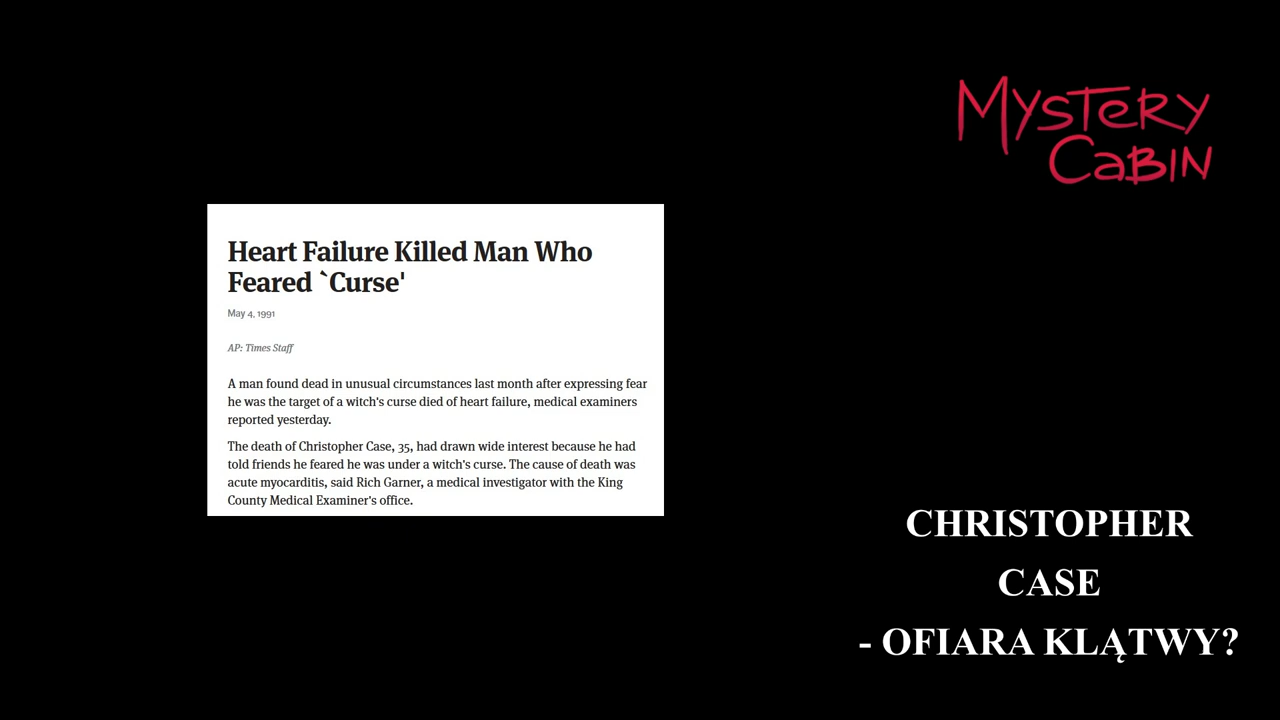 MYSTERY
CABIN
Heart Failure Killed Man Who
Feared `Curse'
May 4, 1991
AP: Times Staff
A man found dead in unusual circumstances last month after expressing fear
he was the target of a witch's curse died of heart failure, medical examiners
reported yesterday.
The death of Christopher Case, 35, had drawn wide interest because he had
told friends he feared he was under a witch's curse. The cause of death was
acute myocarditis, said Rich Garner, a medical investigator with the King
County Medical Examiner's office.
CHRISTOPHER
CASE
- OFIARA KLĄTWY?